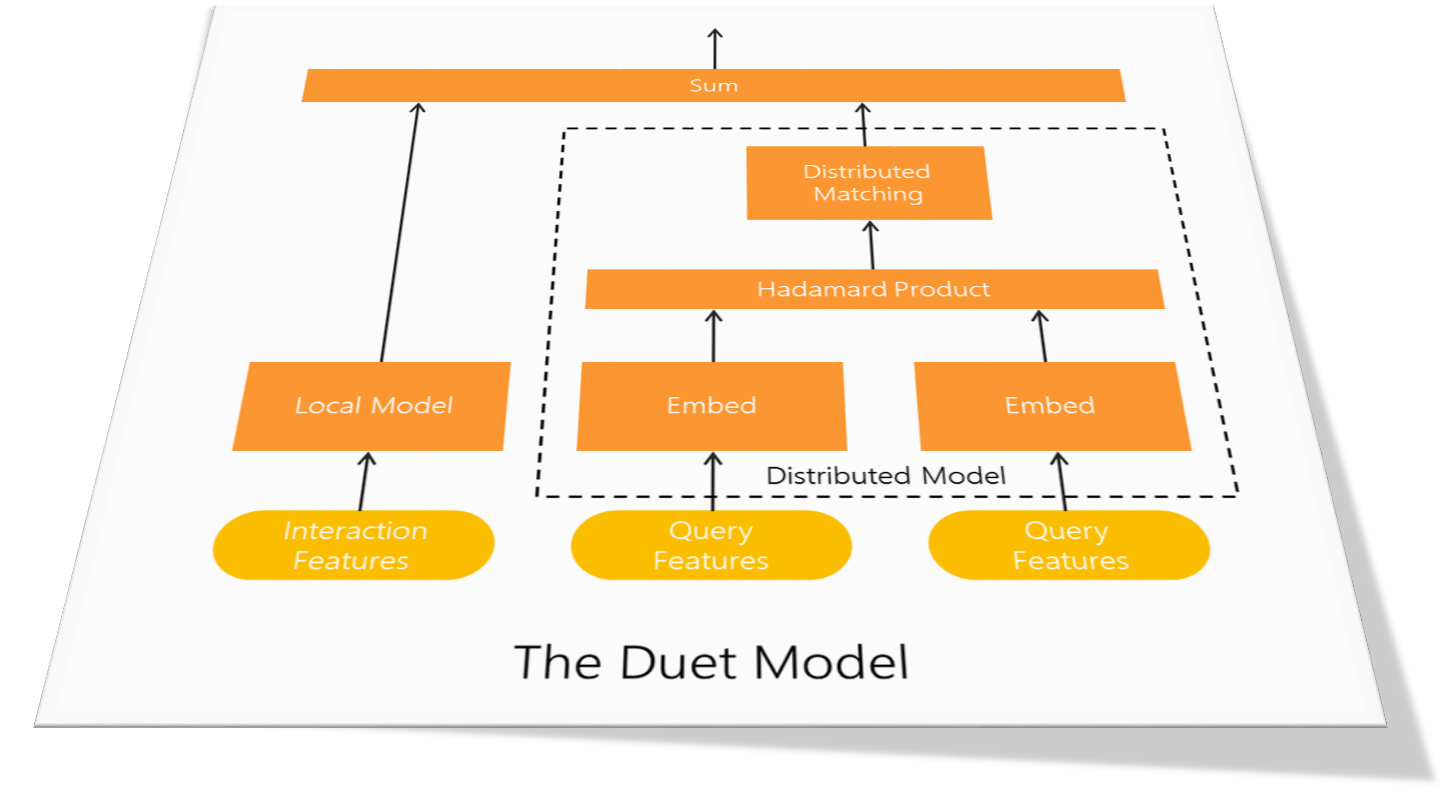 Sum
Distributed
Matching
Hadamard Product
Local Model
Embed
Embed
Distributed Model
Interaction
Features
Query
Features
Query
Features
The Duet Model